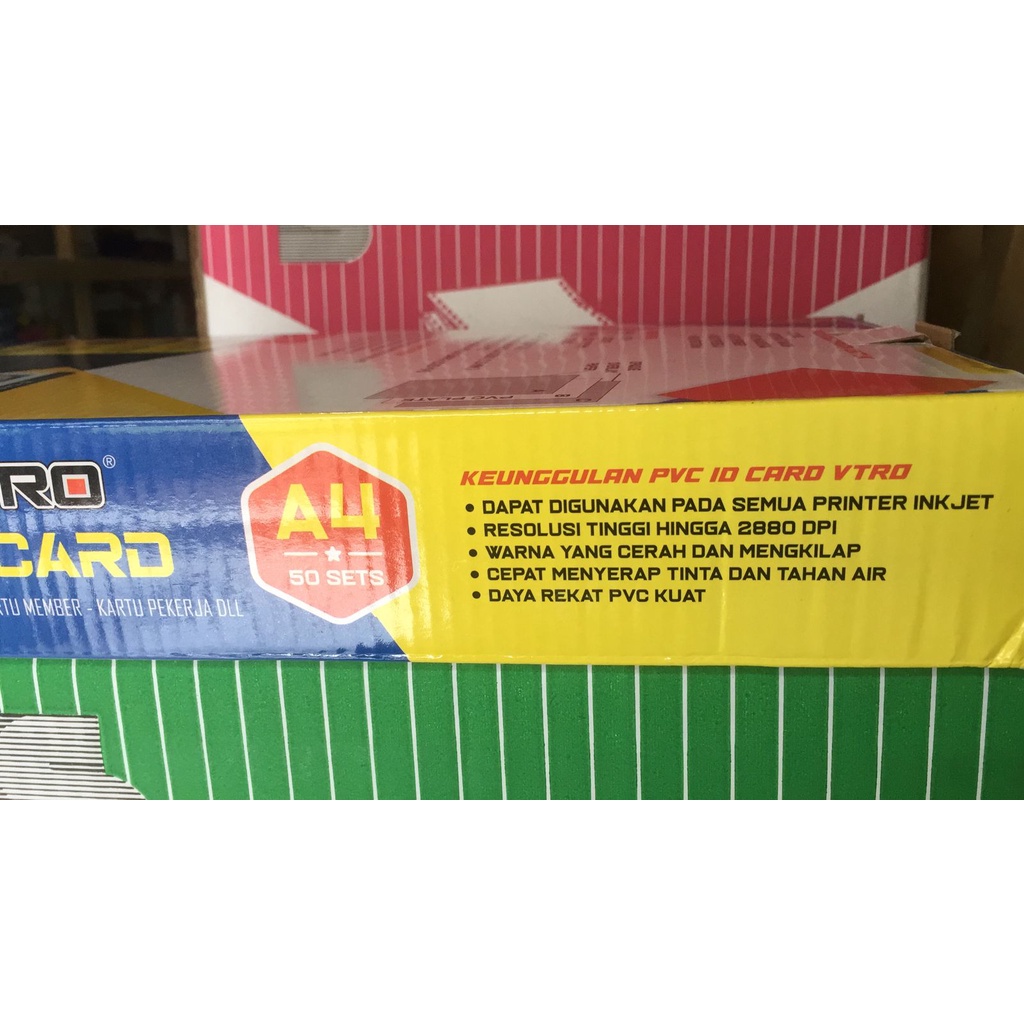 RO®
CARD
TU MEMBER - KARTU PEKERJA DLL
A4
50 SETS
KEUNGGULAN PVC ID CARD VTRO
• DAPAT DIGUNAKAN PADA SEMUA PRINTER INKJET
• RESOLUSI TINGGI HINGGA 2880 DPI
• WARNA YANG CERAH DAN MENGKILAP
• CEPAT MENYERAP TINTA DAN TAHAN AIR
• DAYA REKAT PVC KUAT
PVC PLATE